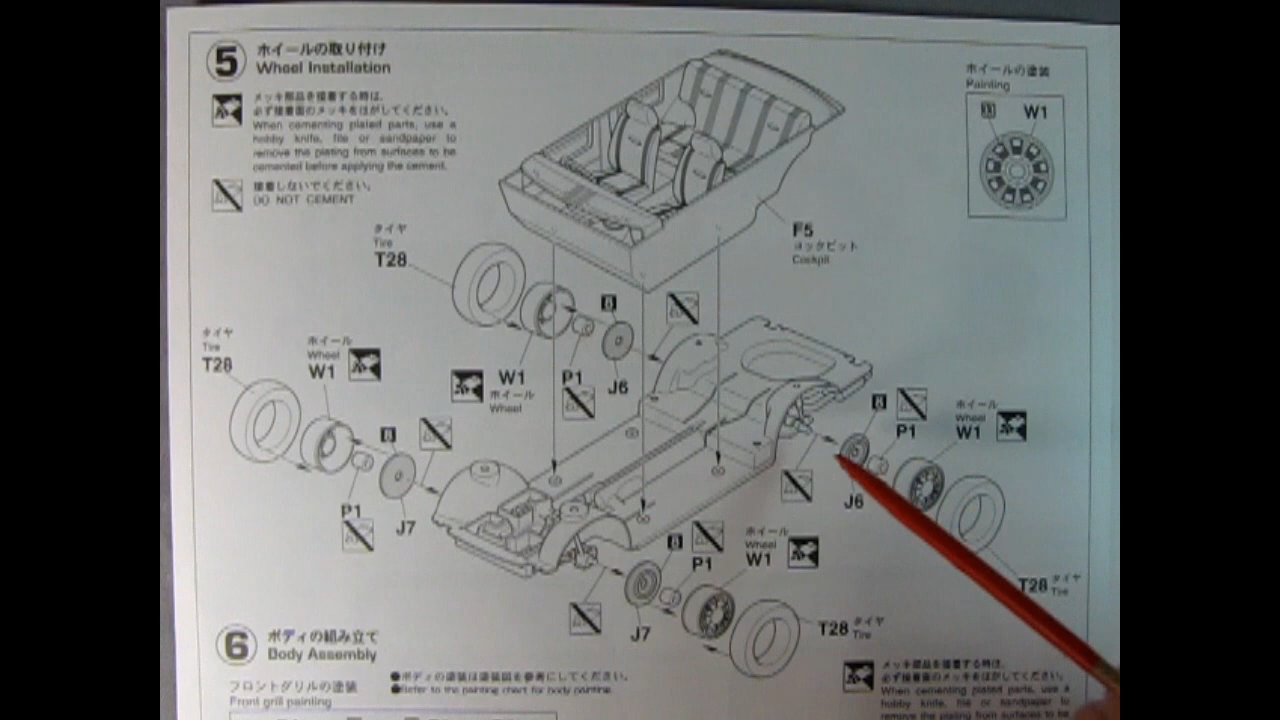 5
ホイールの取り付け
Wheel Installation
メッキ部品を接着する時は、
必ず接着面のメッキをはがしてください。
When cementing plated parts, use a
hobby knife, file or sandpaper to
remove the plating from surfaces to be
cemented before applying the cement.
接着しないでください。
DO NOT CEMENT
ホイールの塗装
Painting
W1
F5
コックピット
Cockpit
タイヤ
Tire
T28
8
W1
ホイール
Wheel
P1
J6
タイヤ
Tire
T28
ホイール
Wheel
W1
8
P1
J7
8
P1
ホイール
Wheel
W1
J6
T28 タイヤ
Tire
8
P1
ホイール
Wheel
W1
J7
T28 タイヤ
Tire
6
ボディの組み立て
Body Assembly
フロントグリルの塗装
Front grill painting
●ボディの塗装は塗装図を参考にしてください。
●Refer to the painting chart for body painting.
メッキ部品を接着する時は、
必ず接着面のメッキをはがしてください。
When cementing plated parts, use a
hobby knife, file or sandpaper to
remove the plating from surfaces to be